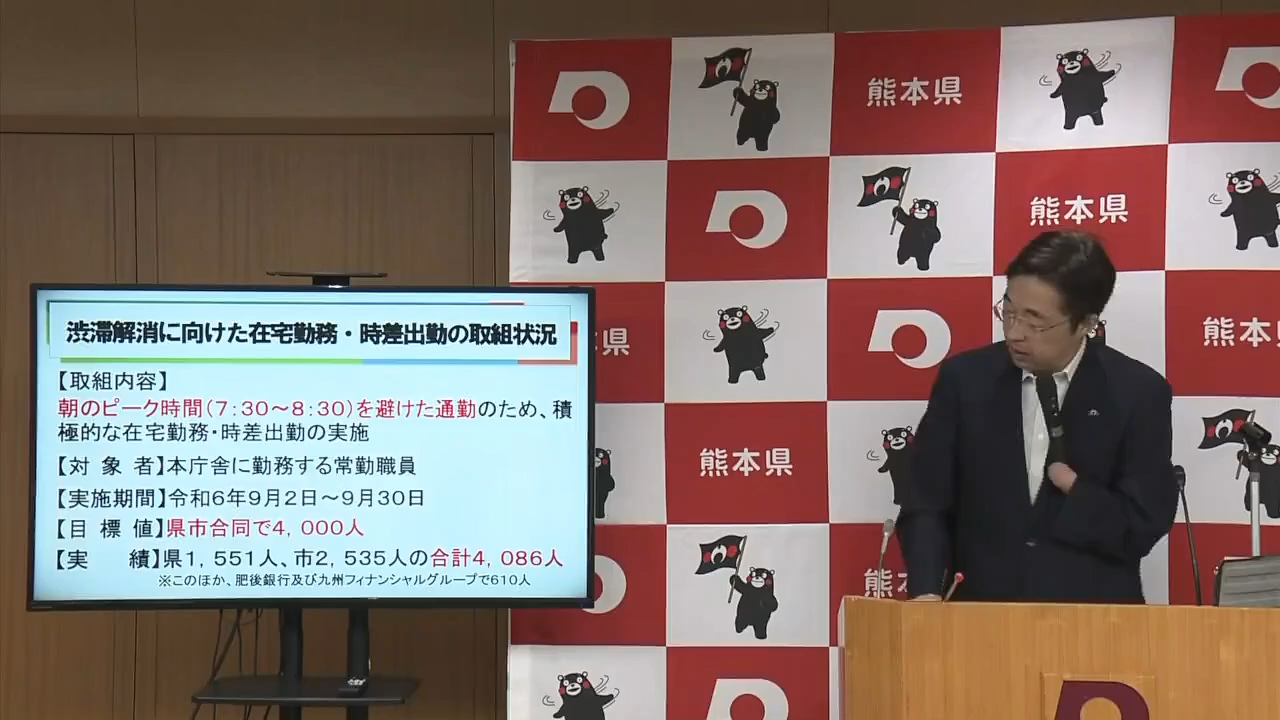 渋滞解消に向けた在宅勤務・時差出勤の取組状況
【取組内容】
朝のピーク時間(7:30〜8:30)を避けた通勤のため、積
極的な在宅勤務・時差出勤の実施
【対 象 者】本庁舎に勤務する常勤職員
【実施期間】令和6年9月2日〜9月30日
【目 標 値】県市合同で4,000人
【実　　績】県1,551人、市2,535人の合計4,086人
※このほか、肥後銀行及び九州フィナンシャルグループで610人
熊本県
熊本県
本県
熊本
熊本県
熊